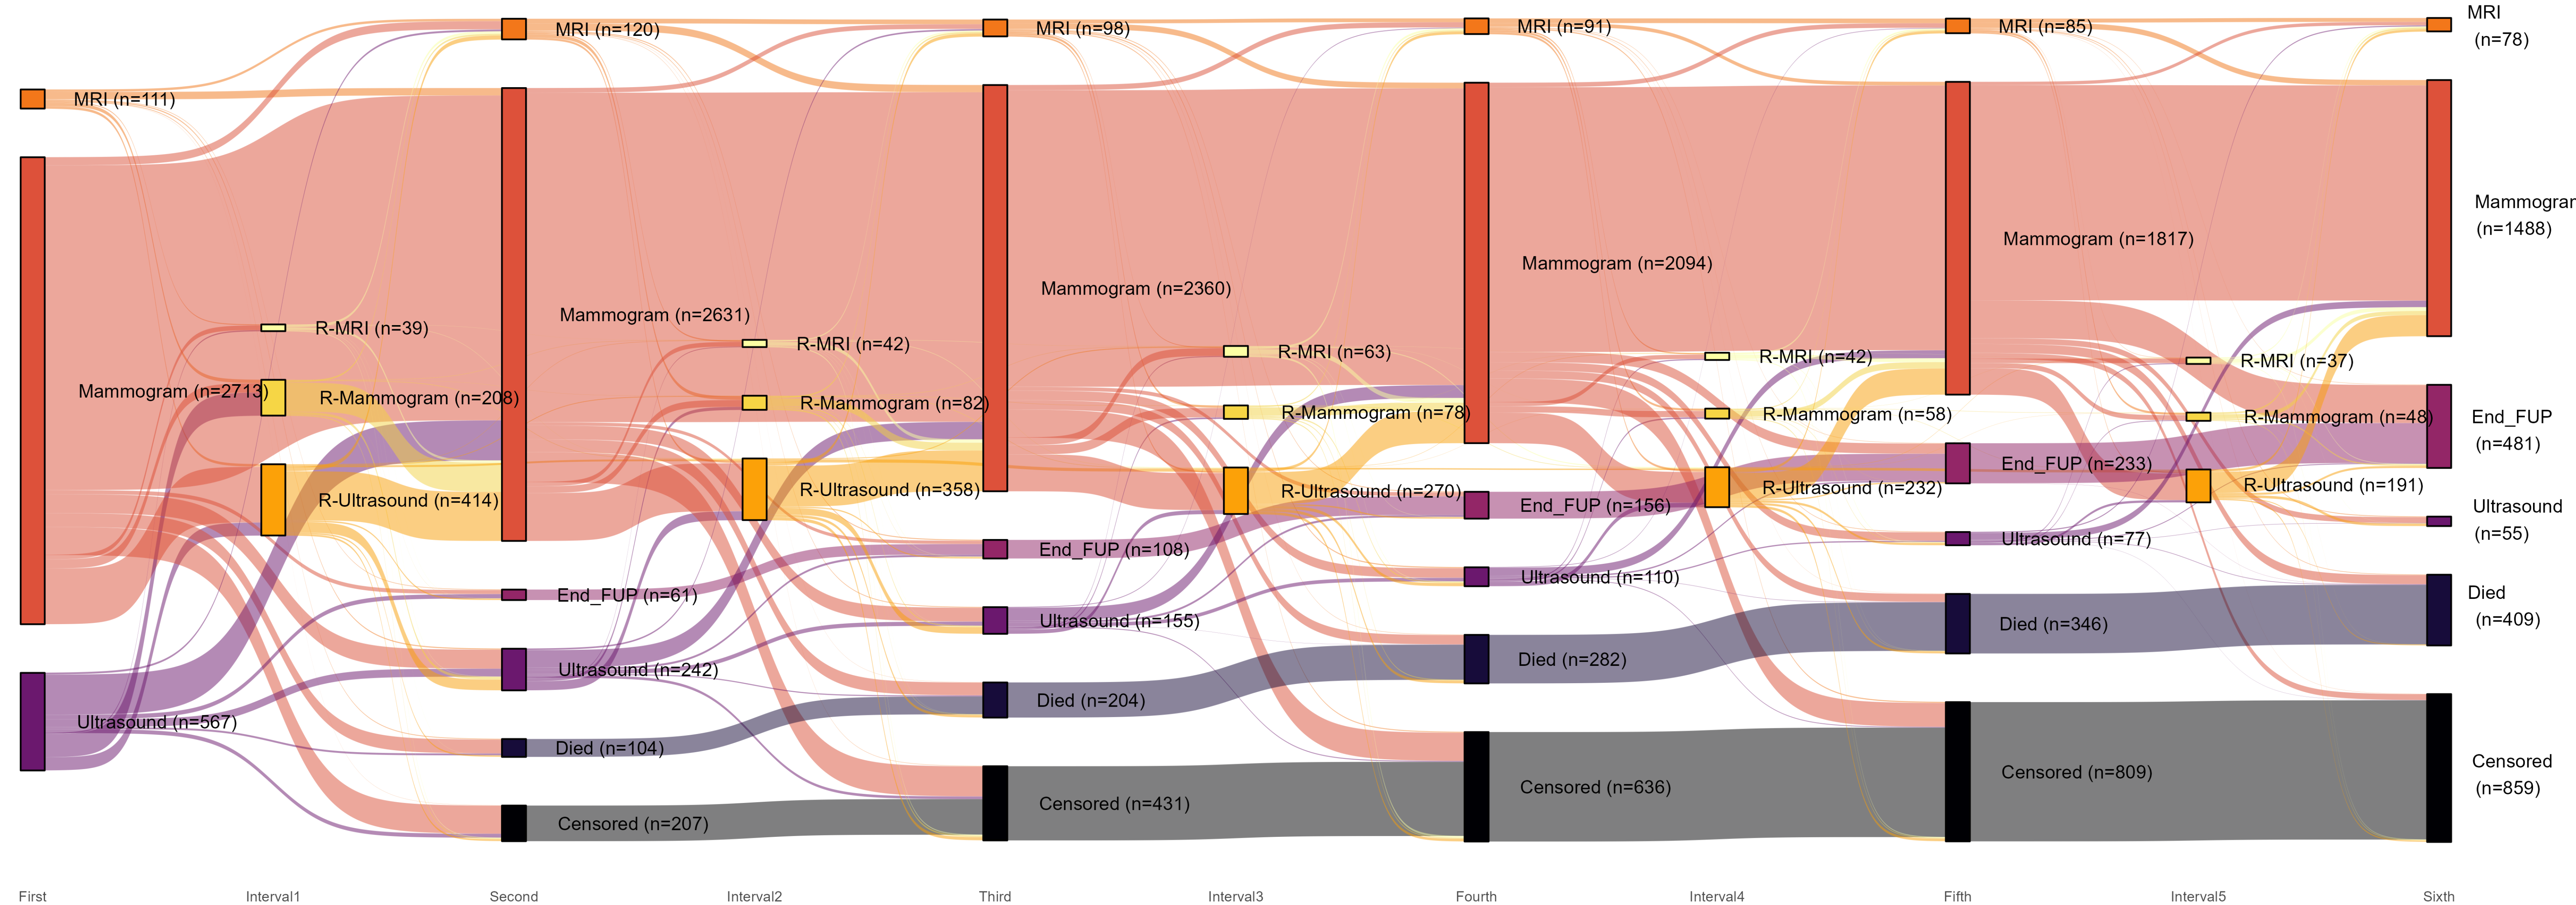 MRI (n=111)
Mammogram (n=2713)
Ultrasound (n=567)
R-MRI (n=39)
R-Mammogram (n=208)
R-Ultrasound (n=414)
MRI (n=120)
Mammogram (n=2631)
End_FUP (n=61)
Ultrasound (n=242)
Died (n=104)
Censored (n=207)
R-MRI (n=42)
R-Mammogram (n=82)
R-Ultrasound (n=358)
MRI (n=98)
Mammogram (n=2360)
End_FUP (n=108)
Ultrasound (n=155)
Died (n=204)
Censored (n=431)
R-MRI (n=63)
R-Mammogram (n=78)
R-Ultrasound (n=270)
MRI (n=91)
Mammogram (n=2094)
End_FUP (n=156)
Ultrasound (n=110)
Died (n=282)
Censored (n=636)
R-MRI (n=42)
R-Mammogram (n=58)
R-Ultrasound (n=232)
MRI (n=85)
Mammogram (n=1817)
End_FUP (n=233)
Ultrasound (n=77)
Died (n=346)
Censored (n=809)
R-MRI (n=37)
R-Mammogram (n=48)
R-Ultrasound (n=191)
MRI
(n=78)
Mammogram
(n=1488)
End_FUP
(n=481)
Ultrasound
(n=55)
Died
(n=409)
Censored
(n=859)
First
Interval1
Second
Interval2
Third
Interval3
Fourth
Interval4
Fifth
Interval5
Sixth